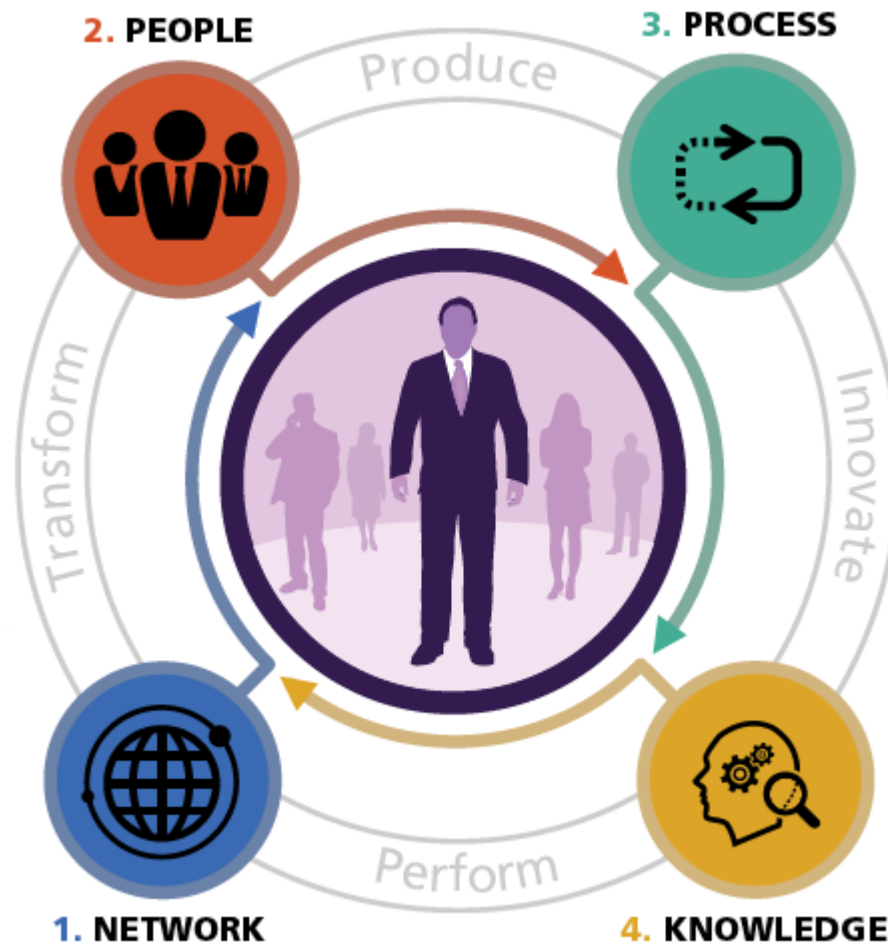 2. PEOPLE
3. PROCESS
Produce
Transform
Innovate
Perform
1. NETWORK
4. KNOWLEDGE